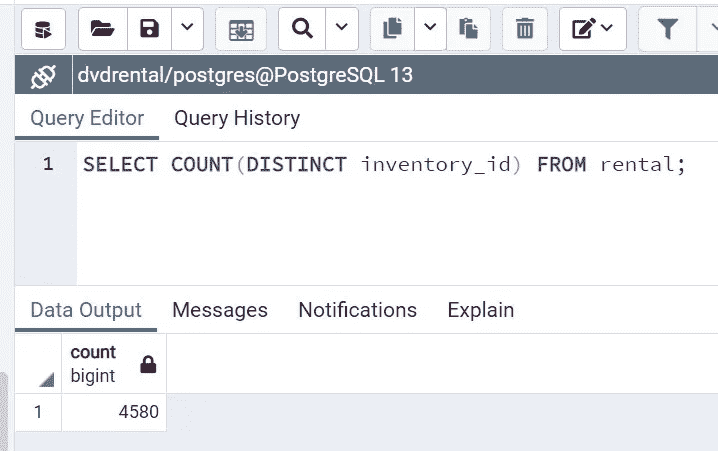 dvdrental/postgres@PostgreSQL 13
Query Editor Query History
1 SELECT COUNT(DISTINCT inventory_id) FROM rental;
Data Output Messages Notifications Explain
count
bigint
1 4580